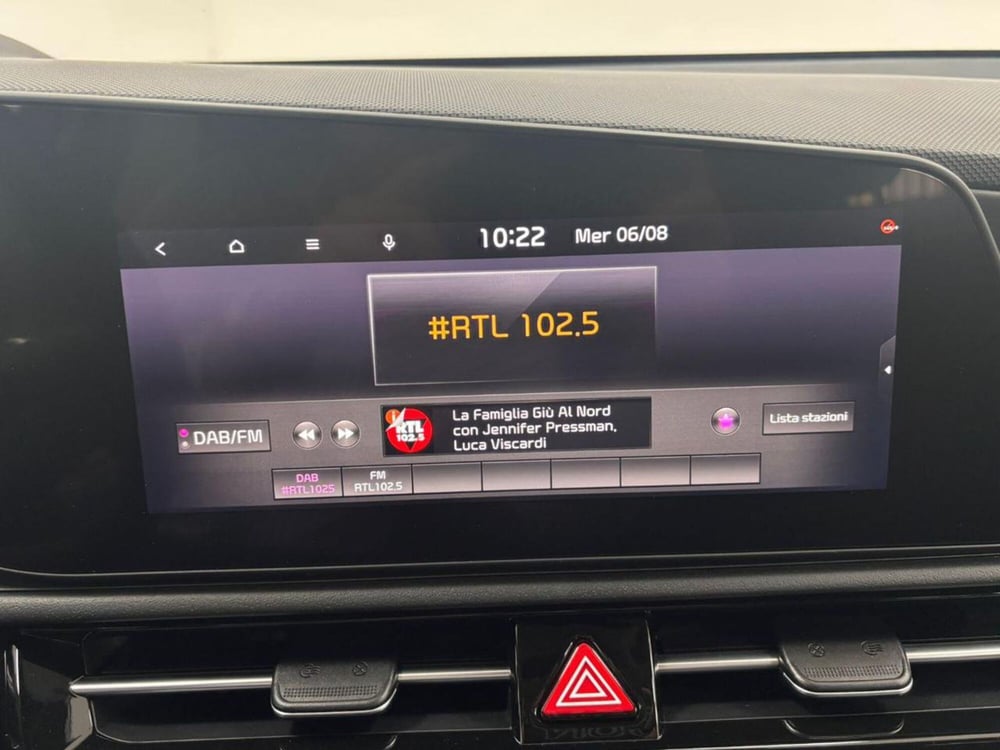 10:22 Mer 06/08
#RTL 102.5
DAB/FM
RTL
102.5
La Famiglia Giù Al Nord
con Jennifer Pressman,
Luca Viscardi
Lista stazioni
DAB
#RTL1025
FM
RTL102.5